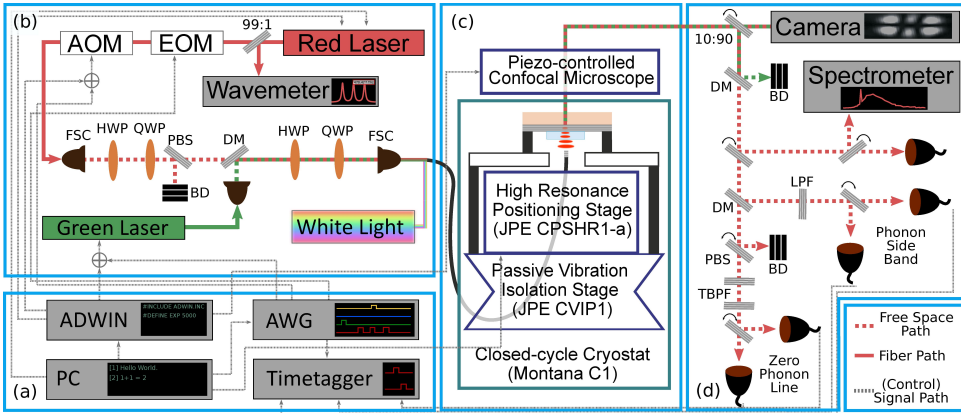 (b)
99:1
AOM
EOM
Red Laser
Wavemeter
FSC
HWP
QWP
PBS
DM
HWP
QWP
FSC
BD
Green Laser
White Light
ADWIN
#INCLUDE ADWIN.INC
#DEFINE EXP 5000
AWG
PC
[1] Hello World.
[2] 1+1 = 2
Timetagger
(a)
(c)
Piezo-controlled
Confocal Microscope
High Resonance
Positioning Stage
(JPE CPSHR1-a)
Passive Vibration
Isolation Stage
(JPE CVIP1)
Closed-cycle Cryostat
(Montana C1)
10:90
Camera
DM
BD
Spectrometer
LPF
DM
Phonon
Side
Band
PBS
BD
TBPF
Zero
Phonon
Line
(d)
Free Space
Path
Fiber Path
(Control)
Signal Path